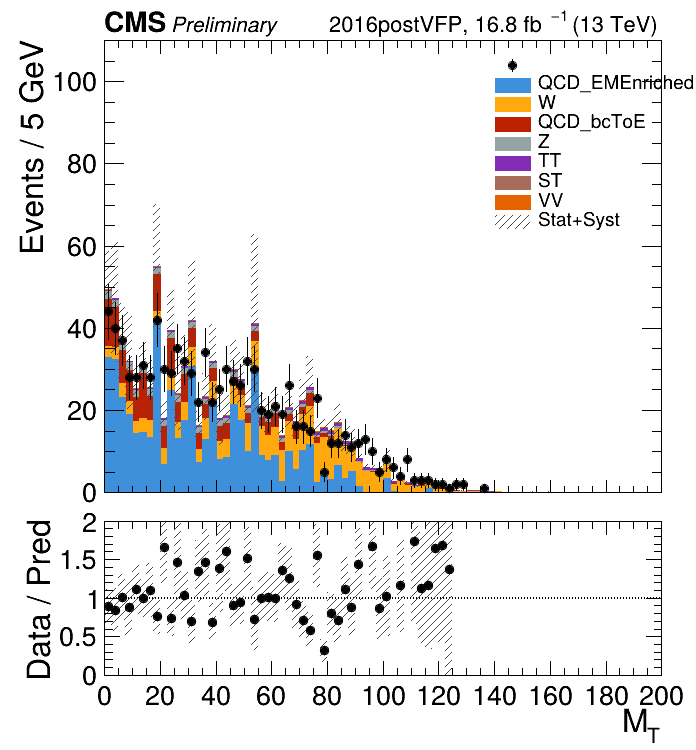 CMS Preliminary 2016postVFP, 16.8 fb⁻¹ (13 TeV)
Events / 5 GeV
100
80
60
40
20
0
QCD_EMEnriched
W
QCD_bcToE
Z
TT
ST
VV
Stat+Syst
Data / Pred
2
1.5
1
0.5
0
0 20 40 60 80 100 120 140 160 180 200
M_T